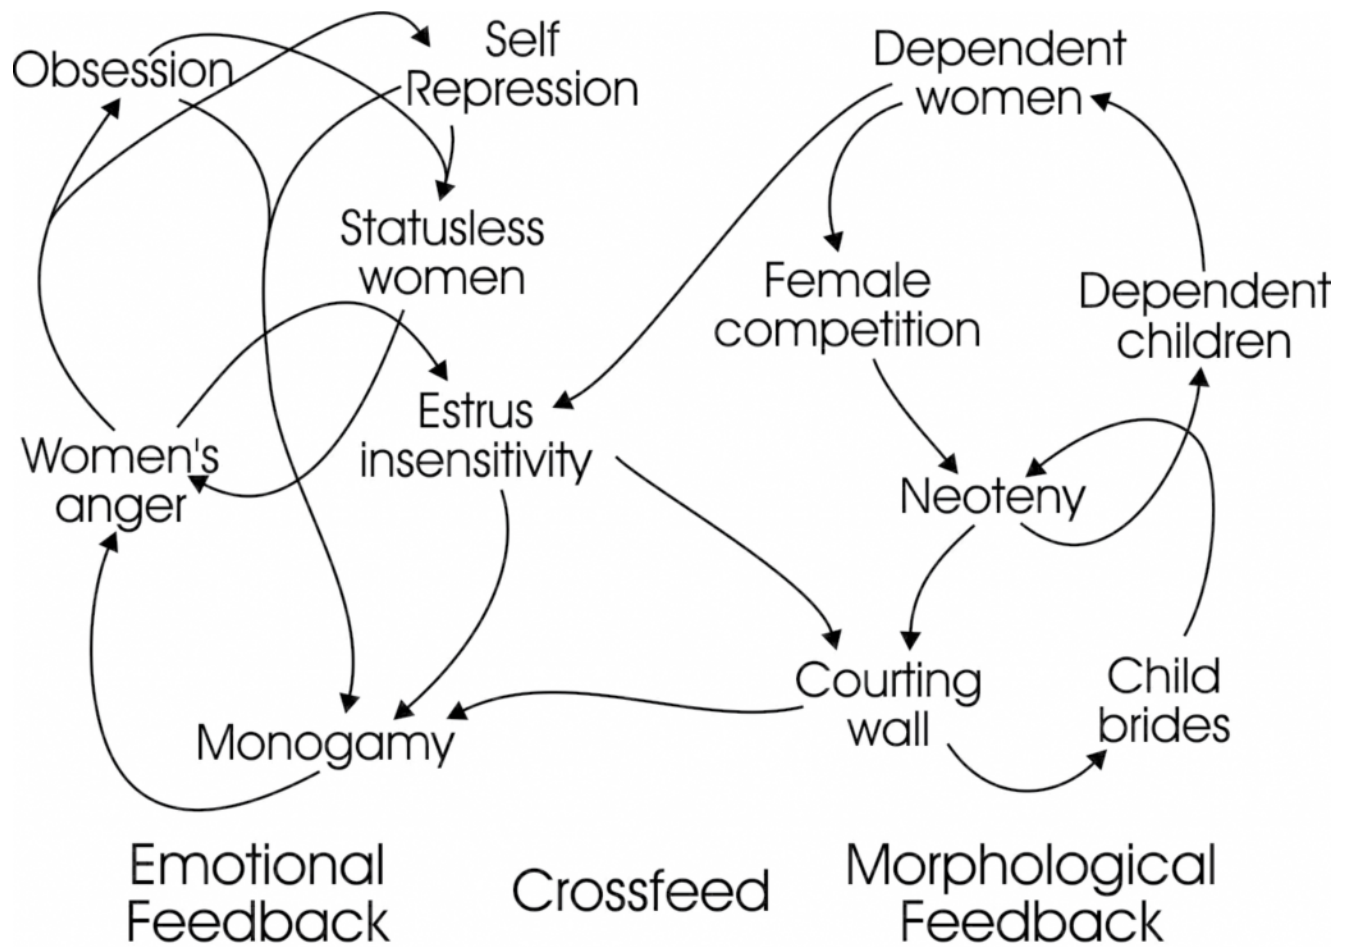 Obsession
Self
Repression
Dependent
women
Statusless
women
Female
competition
Dependent
children
Estrus
insensitivity
Women's
anger
Neoteny
Courting
wall
Child
brides
Monogamy
Emotional
Feedback
Crossfeed
Morphological
Feedback